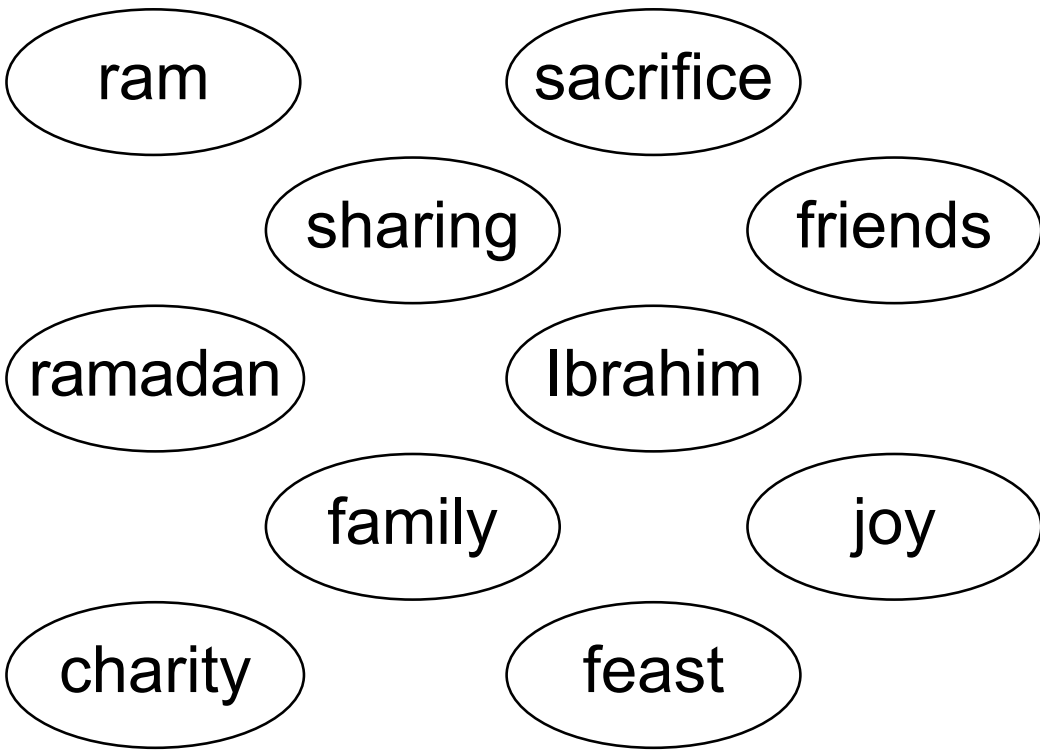 ram
sacrifice
sharing
friends
ramadan
Ibrahim
family
joy
charity
feast